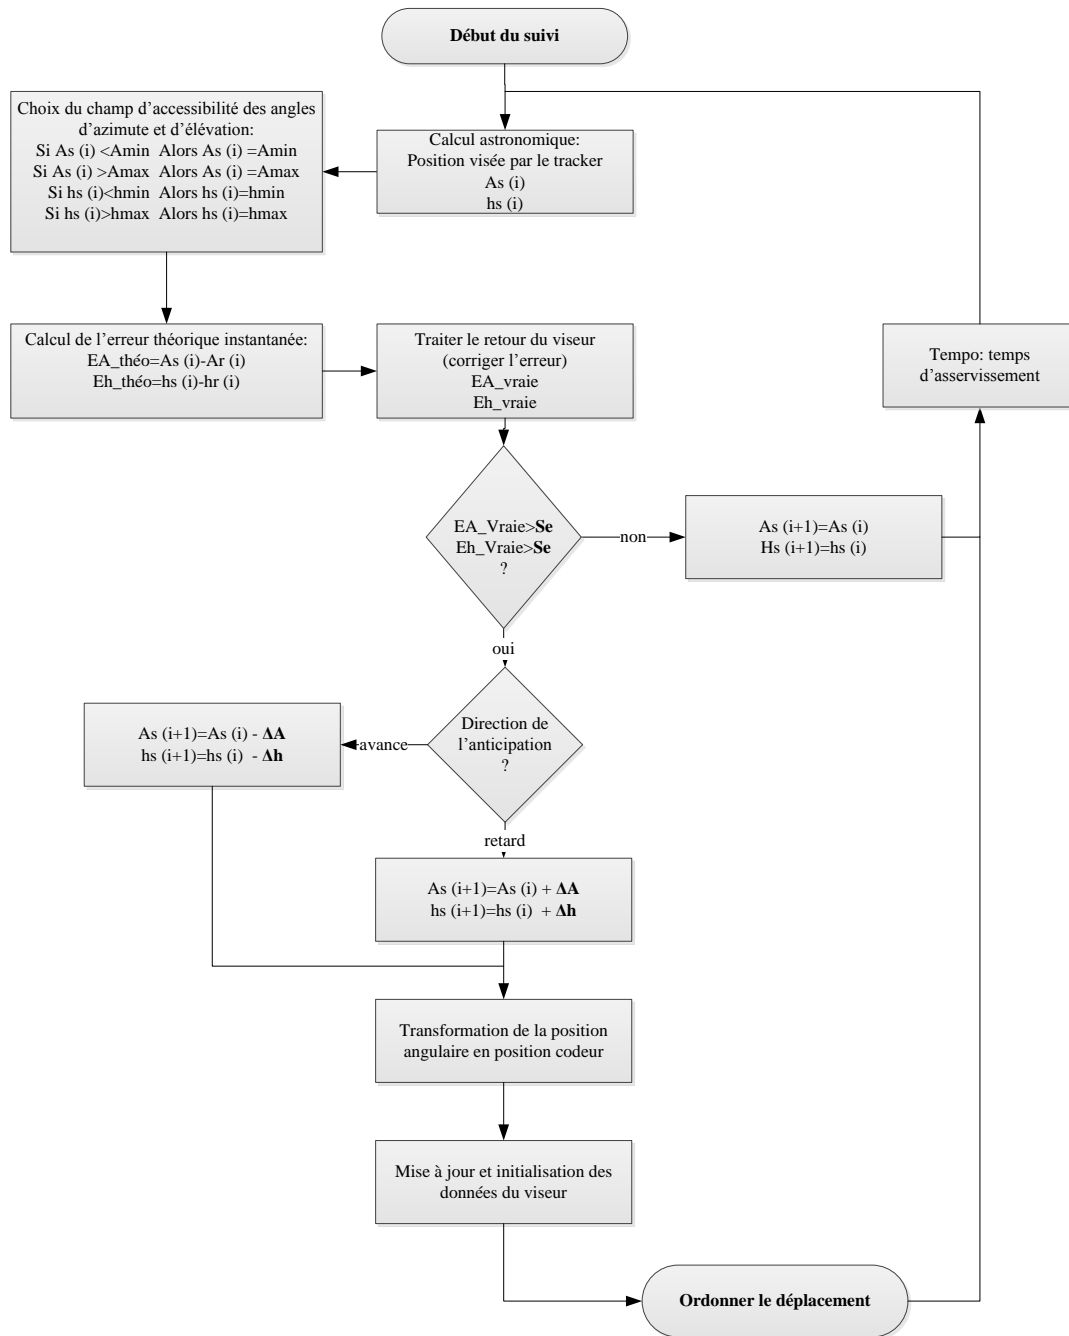 Début du suivi
Calcul astronomique:
Position visée par le tracker
As (i)
hs (i)
Choix du champ d'accessibilité des angles
d'azimute et d'élévation:
Si As (i) <Amin  Alors As (i) =Amin
Si As (i) >Amax  Alors As (i) =Amax
Si hs (i)<hmin  Alors hs (i)=hmin
Si hs (i)>hmax  Alors hs (i)=hmax
Calcul de l'erreur théorique instantanée:
EA_théo=As (i)-Ar (i)
Eh_théo=hs (i)-hr (i)
Traiter le retour du viseur
(corriger l'erreur)
EA_vraie
Eh_vraie
Tempo: temps
d'asservissement
EA_Vraie>Se
Eh_Vraie>Se
?
non
As (i+1)=As (i)
Hs (i+1)=hs (i)
oui
Direction de
l'anticipation
?
avance
As (i+1)=As (i) - ΔA
hs (i+1)=hs (i)  - Δh
retard
As (i+1)=As (i) + ΔA
hs (i+1)=hs (i)  + Δh
Transformation de la position
angulaire en position codeur
Mise à jour et initialisation des
données du viseur
Ordonner le déplacement